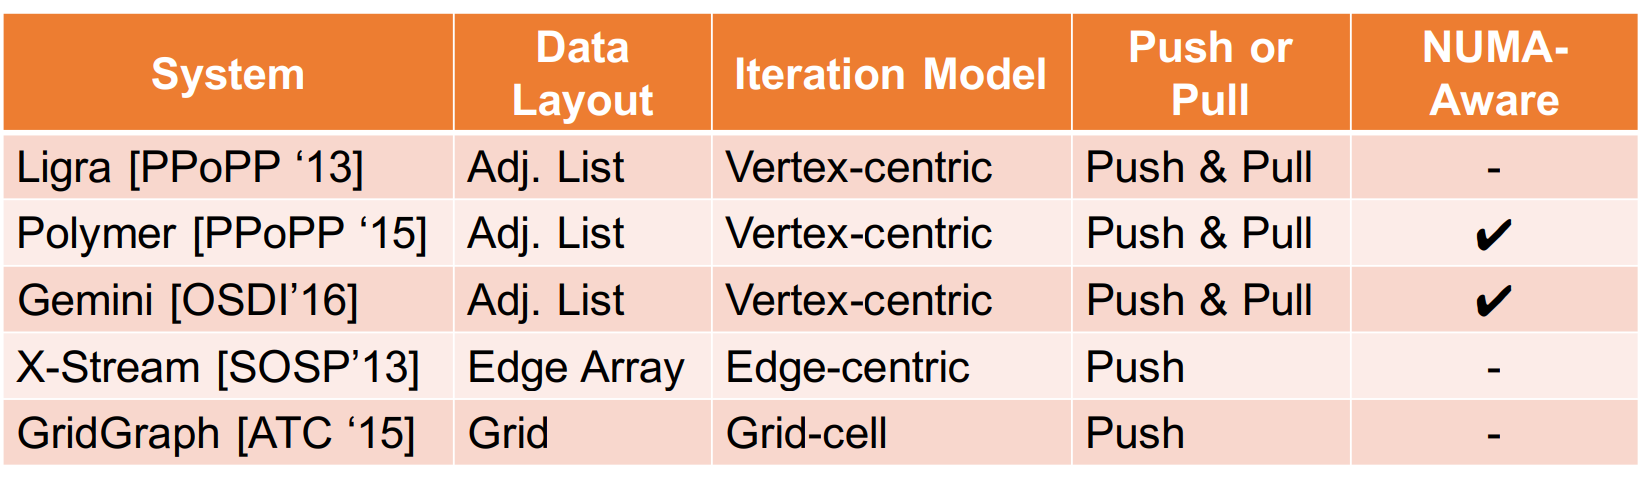 System Data Layout Iteration Model Push or Pull NUMA-Aware
Ligra [PPoPP ‘13] Adj. List Vertex-centric Push & Pull -
Polymer [PPoPP ‘15] Adj. List Vertex-centric Push & Pull ✔
Gemini [OSDI’16] Adj. List Vertex-centric Push & Pull ✔
X-Stream [SOSP’13] Edge Array Edge-centric Push -
GridGraph [ATC ‘15] Grid Grid-cell Push -